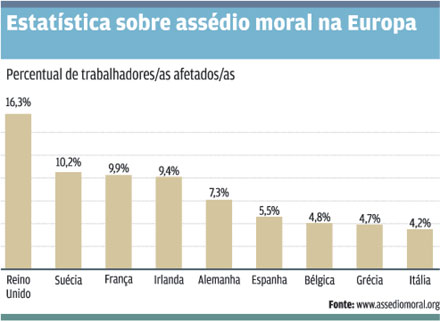 Estatística sobre assédio moral na Europa
Percentual de trabalhadores/as afetados/as
16,3%
10,2%
9,9%
9,4%
7,3%
5,5%
4,8%
4,7%
4,2%
Reino
Unido
Suécia
França
Irlanda
Alemanha
Espanha
Bélgica
Grécia
Itália
Fonte: www.assediomoral.org